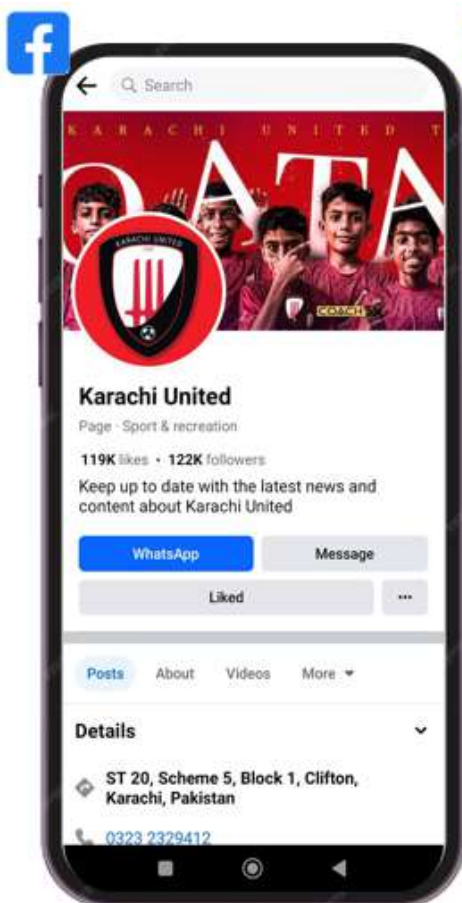 Search
KARACHI UNITED T
QATA
KARACHI UNITED
COACH
Karachi United
Page · Sport & recreation
119K likes • 122K followers
Keep up to date with the latest news and
content about Karachi United
WhatsApp Message
Liked ...
Posts About Videos More
Details
ST 20, Scheme 5, Block 1, Clifton,
Karachi, Pakistan
0323 2329412